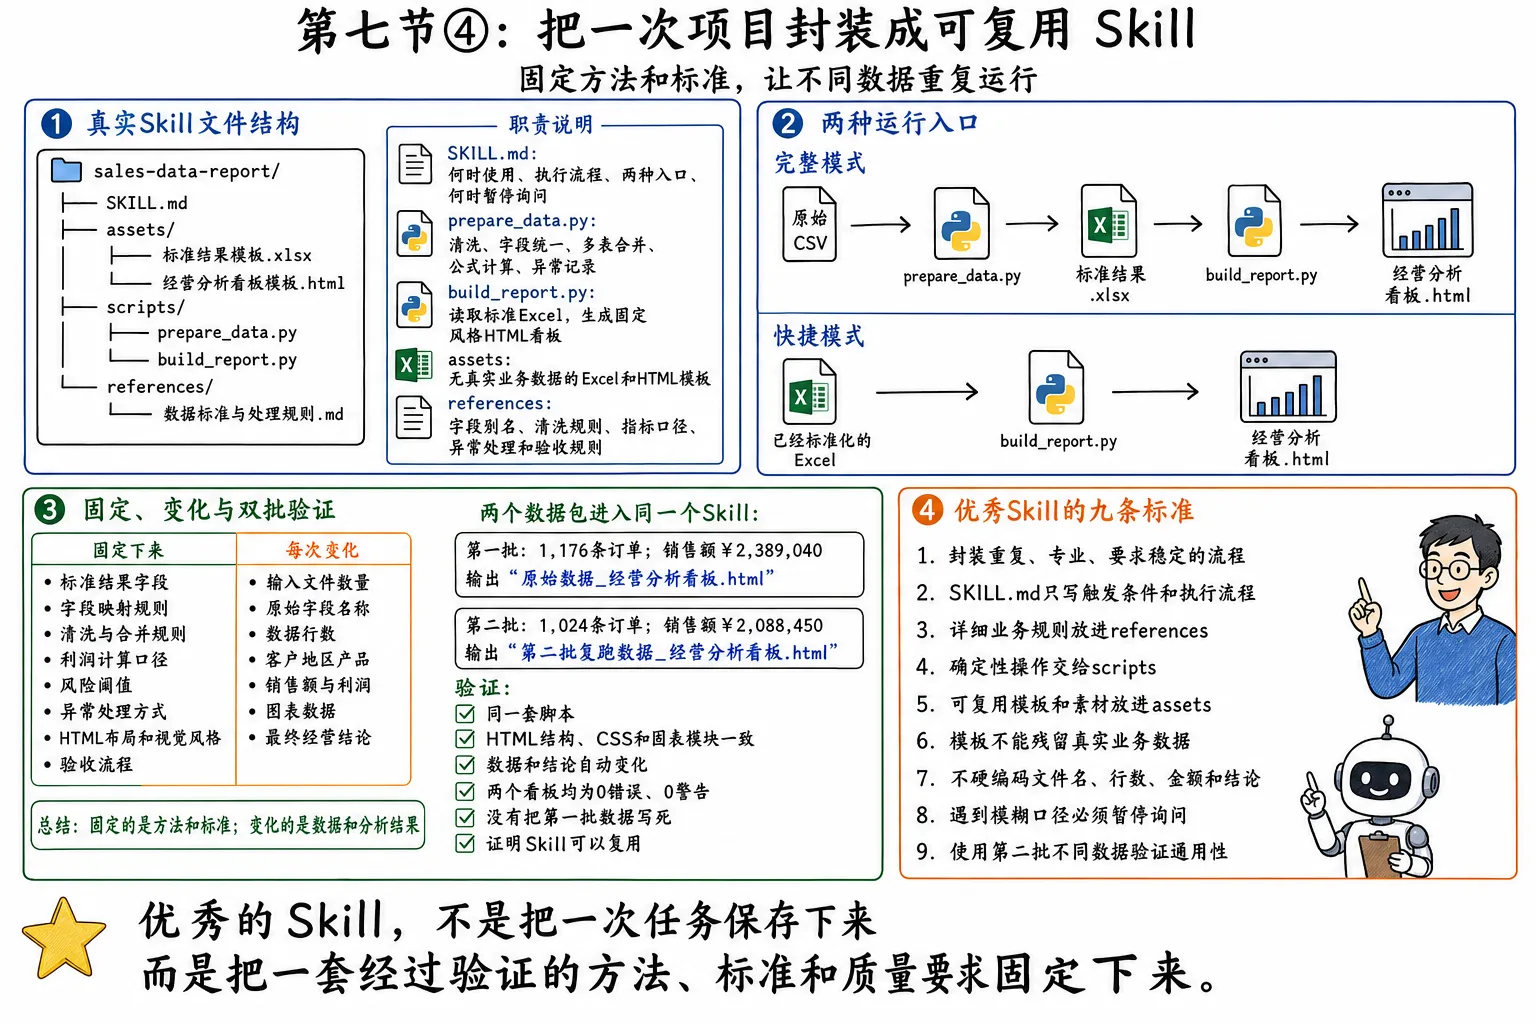 第七节④：把一次项目封装成可复用 Skill
固定方法和标准，让不同数据重复运行
1 真实Skill文件结构
sales-data-report/
├── SKILL.md
├── assets/
│ ├── 标准结果模板.xlsx
│ └── 经营分析看板模板.html
├── scripts/
│ ├── prepare_data.py
│ └── build_report.py
└── references/
└── 数据标准与处理规则.md
职责说明
SKILL.md:
何时使用、执行流程、两种入口、
何时暂停询问
prepare_data.py:
清洗、字段统一、多表合并、
公式计算、异常记录
build_report.py:
读取标准Excel，生成固定
风格HTML看板
assets:
无真实业务数据的Excel和HTML模板
references:
字段别名、清洗规则、指标口径、
异常处理和验收规则
2 两种运行入口
完整模式
原始
CSV
prepare_data.py
标准结果
.xlsx
build_report.py
经营分析
看板.html
快捷模式
已经标准化的
Excel
build_report.py
经营分析
看板.html
3 固定、变化与双批验证
固定下来
• 标准结果字段
• 字段映射规则
• 清洗与合并规则
• 利润计算口径
• 风险阈值
• 异常处理方式
• HTML布局和视觉风格
• 验收流程
每次变化
• 输入文件数量
• 原始字段名称
• 数据行数
• 客户地区产品
• 销售额与利润
• 图表数据
• 最终经营结论
总结：固定的是方法和标准；变化的是数据和分析结果
两个数据包进入同一个Skill:
第一批：1,176条订单；销售额￥2,389,040
输出“原始数据_经营分析看板.html”
第二批：1,024条订单；销售额￥2,088,450
输出“第二批复跑数据_经营分析看板.html”
验证：
同一套脚本
HTML结构、CSS和图表模块一致
数据和结论自动变化
两个看板均为0错误、0警告
没有把第一批数据写死
证明Skill可以复用
4 优秀Skill的九条标准
1. 封装重复、专业、要求稳定的流程
2. SKILL.md只写触发条件和执行流程
3. 详细业务规则放进references
4. 确定性操作交给scripts
5. 可复用模板和素材放进assets
6. 模板不能残留真实业务数据
7. 不硬编码文件名、行数、金额和结论
8. 遇到模糊口径必须暂停询问
9. 使用第二批不同数据验证通用性
优秀的 Skill，不是把一次任务保存下来
而是把一套经过验证的方法、标准和质量要求固定下来。